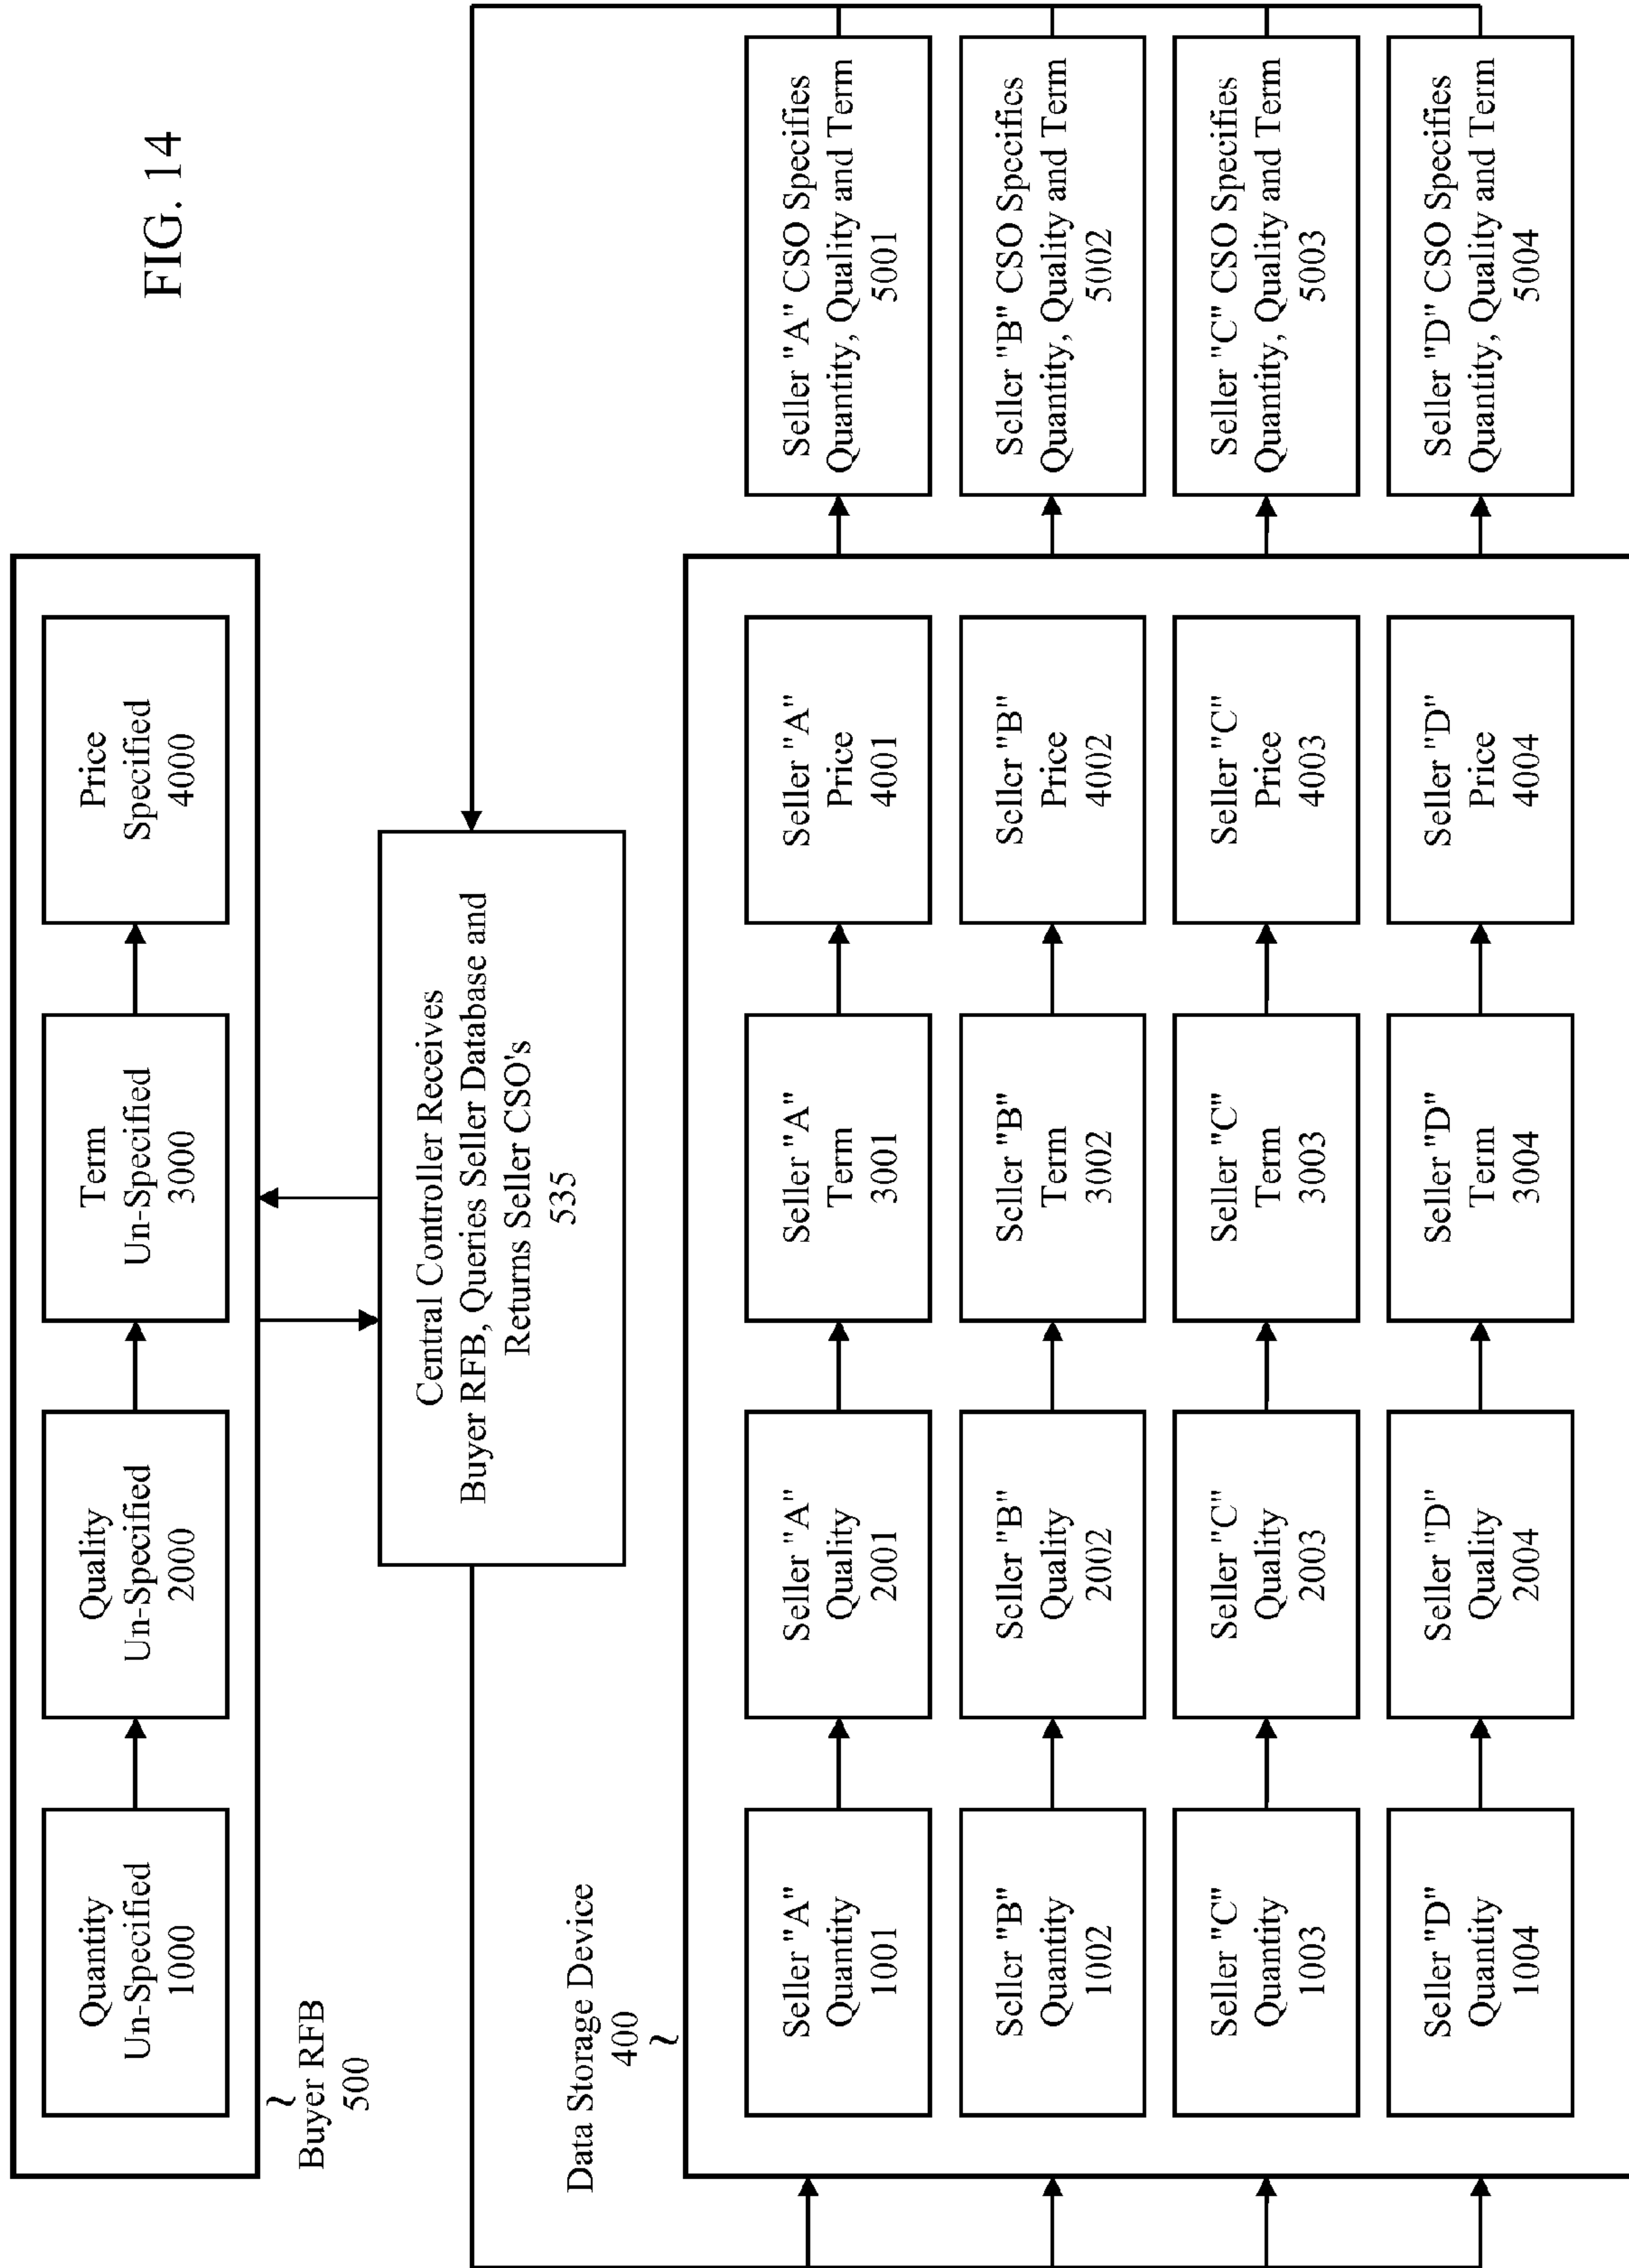 FIG. 14
Quantity
Un-Specified
1000
Quality
Un-Specified
2000
Term
Un-Specified
3000
Price
Specified
4000
Buyer RFB
500
Central Controller Receives
Buyer RFB, Queries Seller Database and
Returns Seller CSO's
535
Data Storage Device
400
Seller "A"
Quantity
1001
Seller "A"
Quality
2001
Seller "A"
Term
3001
Seller "A"
Price
4001
Seller "A" CSO Specifies
Quantity, Quality and Term
5001
Seller "B"
Quantity
1002
Seller "B"
Quality
2002
Seller "B"
Term
3002
Seller "B"
Price
4002
Seller "B" CSO Specifies
Quantity, Quality and Term
5002
Seller "C"
Quantity
1003
Seller "C"
Quality
2003
Seller "C"
Term
3003
Seller "C"
Price
4003
Seller "C" CSO Specifies
Quantity, Quality and Term
5003
Seller "D"
Quantity
1004
Seller "D"
Quality
2004
Seller "D"
Term
3004
Seller "D"
Price
4004
Seller "D" CSO Specifies
Quantity, Quality and Term
5004